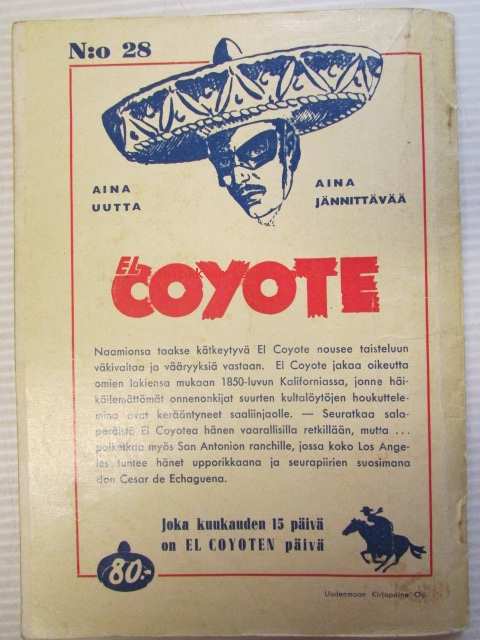 N:o 28
AINA
UUTTA
AINA
JÄNNITTÄVÄÄ
EL
COYOTE
Naamionsa taakse kätkeytyvä El Coyote nousee taisteluun
väkivaltaa ja vääryyksiä vastaan. El Coyote jakaa oikeutta
omien lakiensa mukaan 1850-luvun Kaliforniassa, jonne häi-
käilemättömät onnenonkijat suurten kultalöytöjen houkuttele-
mina ovat kerääntyneet saaliinjaolle. — Seuratkaa sala-
peräistä El Coyotea hänen vaarallisilla retkillään, mutta ...
poiketkaa myös San Antonion ranchille, jossa koko Los Ange-
les tuntee hänet upporikkaana ja seurapiirien suosimana
don Cesar de Echaguena.
Joka kuukauden 15 päivä
on EL COYOTEN päivä
80:-
Uudenmaan Kirjapaino Oy.